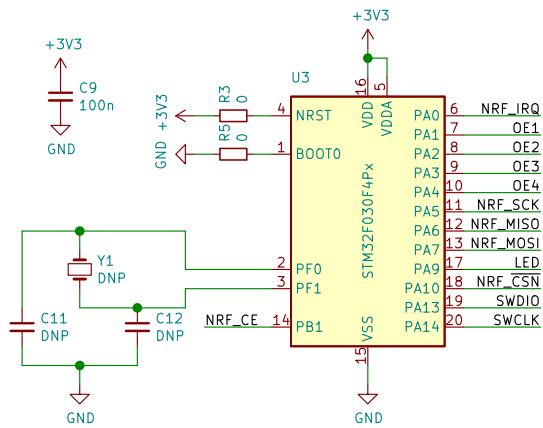 +3V3
+3V3
C9
100n
GND
U3
R3
0
+3V3
R5
0
GND
4
NRST
1
BOOT0
16
VDD
5
VDDA
STM32F030F4Px
PA0
6
NRF_IRQ
PA1
7
OE1
PA2
8
OE2
PA3
9
OE3
PA4
10
OE4
PA5
11
NRF_SCK
PA6
12
NRF_MISO
PA7
13
NRF_MOSI
PA9
17
LED
PA10
18
NRF_CSN
PA13
19
SWDIO
PA14
20
SWCLK
2
PF0
3
PF1
NRF_CE
14
PB1
VSS
15
GND
Y1
DNP
C11
DNP
C12
DNP
GND